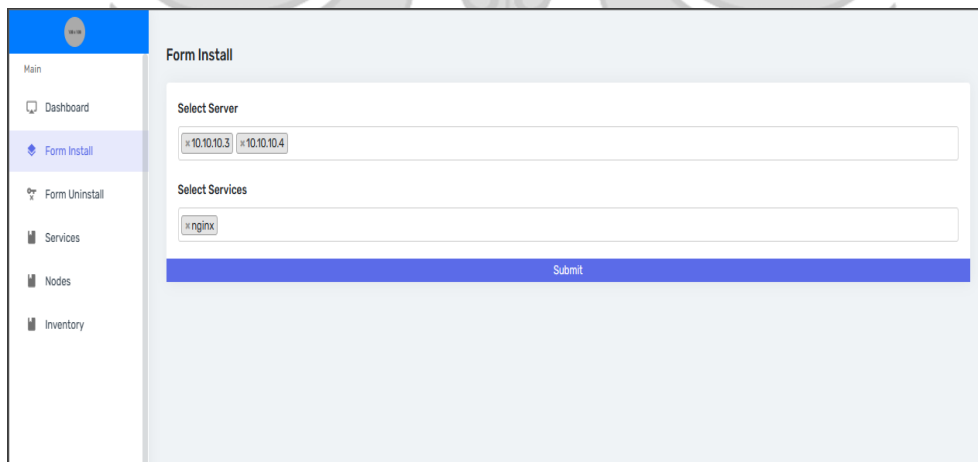 Main
Dashboard
Form Install
Form Uninstall
Services
Nodes
Inventory
Form Install
Select Server
×10.10.10.3 ×10.10.10.4
Select Services
×nginx
Submit